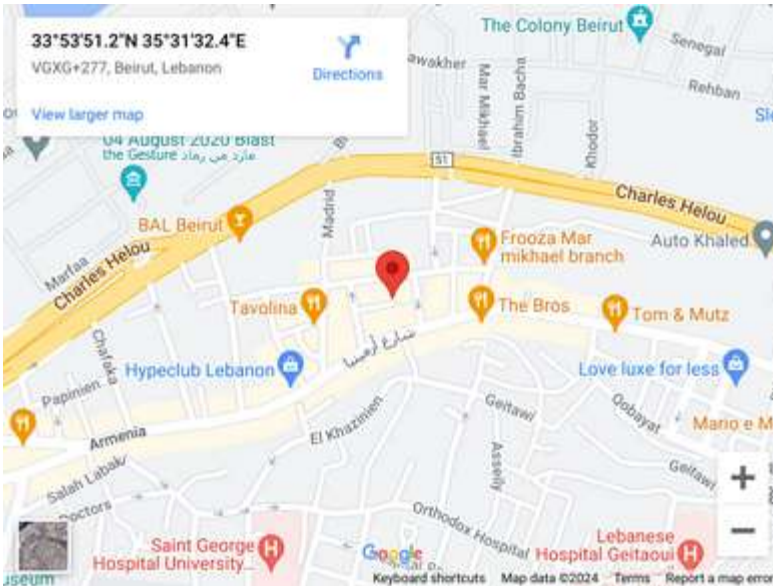 33°53'51.2"N 35°31'32.4"E
VGXG+277, Beirut, Lebanon
Directions
View larger map
The Colony Beirut
Senegal
Rehban
awakher
Mar Mikhael
Ibrahim Bacha
Khodor
04 August 2020 Blast
the Gesture مارد من رماد
51
Charles Helou
Madrid
BAL Beirut
Frooza Mar
mikhael branch
Auto Khaled
Marfaa
Charles Helou
Tavolina
The Bros
Tom & Mutz
شارع أرمينيا
Chafaka
Hypeclub Lebanon
Love luxe for less
Papinien
Geitawi
Qobayat
Mario e M
Armenia
El Khazinien
Assely
Geitawi
Salah Labaki
Doctors
Orthodox Hospital
Saint George
Hospital University...
Lebanese
Hospital Geitaoui
Google
useum
Keyboard shortcuts
Map data ©2024
Terms
Report a map error